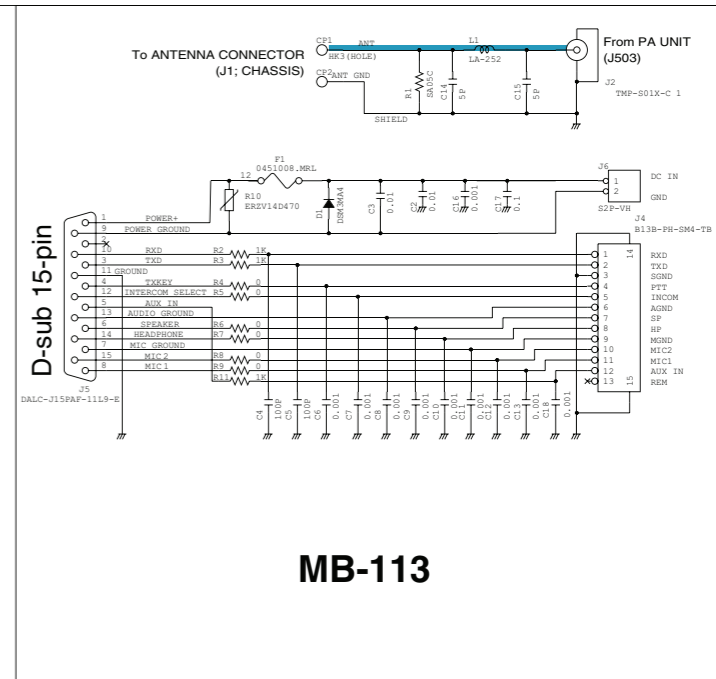 CP1
ANT
HK3(HOLE)
To ANTENNA CONNECTOR
(J1; CHASSIS)
CP2
ANT GND
R1
SA05C
C14
5P
L1
LA-252
C15
5P
SHIELD
From PA UNIT
(J503)
J2
TMP-S01X-C 1
F1
0451008.MRL
12
R10
ERZV14D470
D1
DSM3MA4
C3
0.01
C2
0.01
C16
0.001
C17
0.1
J6
1
2
DC IN
GND
S2P-VH
J4
B13B-PH-SM4-TB
D-sub 15-pin
1 POWER+
9 POWER GROUND
2
10 RXD R2 1K
3 TXD R3 1K
11 GROUND
4 TXKEY R4 0
12 INTERCOM SELECT R5 0
5 AUX IN
13 AUDIO GROUND
6 SPEAKER R6 0
14 HEADPHONE R7 0
7 MIC GROUND
15 MIC2 R8 0
8 MIC1 R9 0
R11 1K
J5
DALC-J15PAF-11L9-E
14
1 RXD
2 TXD
3 SGND
4 PTT
5 INCOM
6 AGND
7 SP
8 HP
9 MGND
10 MIC2
11 MIC1
12 AUX IN
13 REM
15
C4
100P
C5
100P
C6
0.001
C7
0.001
C8
0.001
C9
0.001
C10
0.001
C11
0.001
C12
0.001
C13
0.001
C18
0.001
MB-113